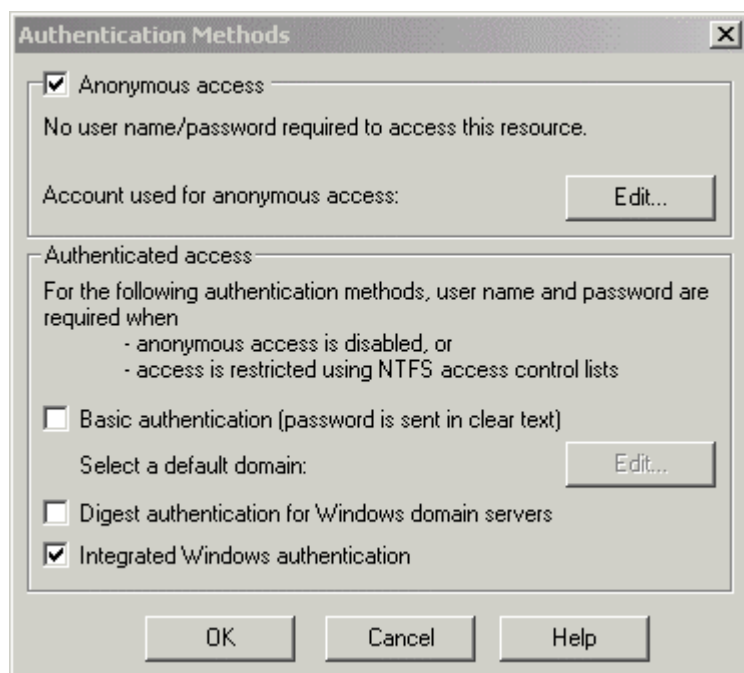 Authentication Methods
Anonymous access
No user name/password required to access this resource.
Account used for anonymous access:
Edit...
Authenticated access
For the following authentication methods, user name and password are
required when
- anonymous access is disabled, or
- access is restricted using NTFS access control lists
Basic authentication (password is sent in clear text)
Select a default domain:
Edit...
Digest authentication for Windows domain servers
Integrated Windows authentication
OK
Cancel
Help